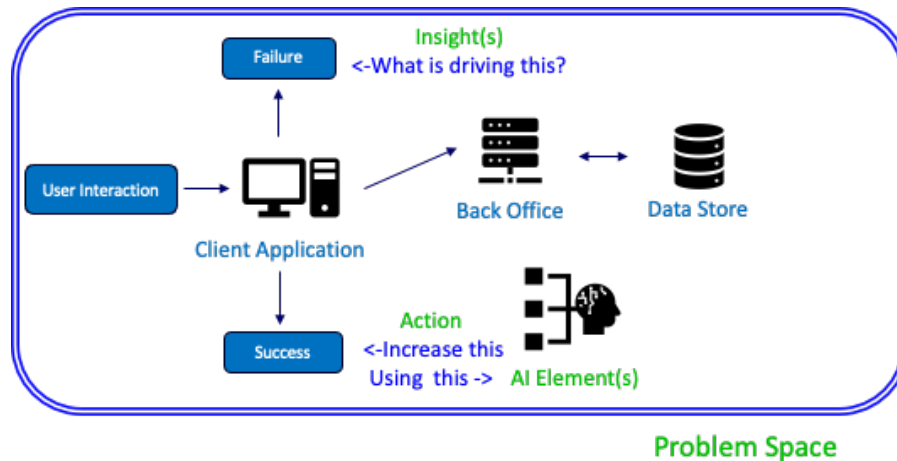 Insight(s)
Failure
<-What is driving this?
User Interaction
Client Application
Back Office
Data Store
Success
Action
<-Increase this
Using this ->
AI Element(s)
Problem Space